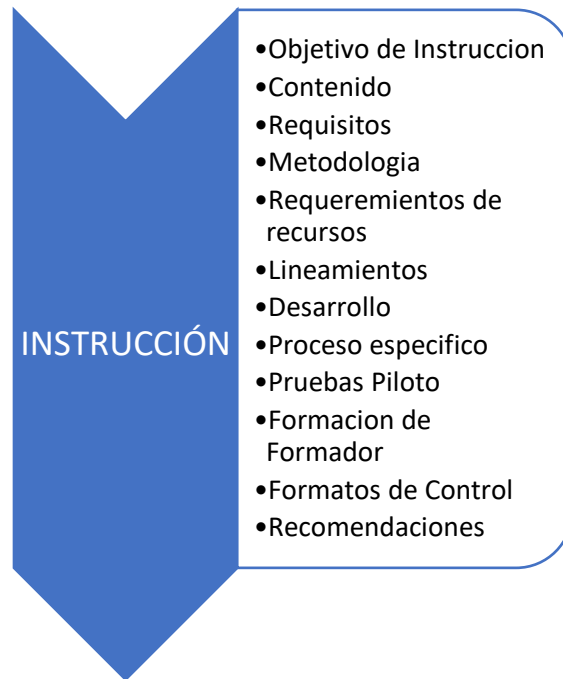 INSTRUCCIÓN
•Objetivo de Instruccion
•Contenido
•Requisitos
•Metodologia
•Requeremientos de
recursos
•Lineamientos
•Desarrollo
•Proceso especifico
•Pruebas Piloto
•Formacion de
Formador
•Formatos de Control
•Recomendaciones